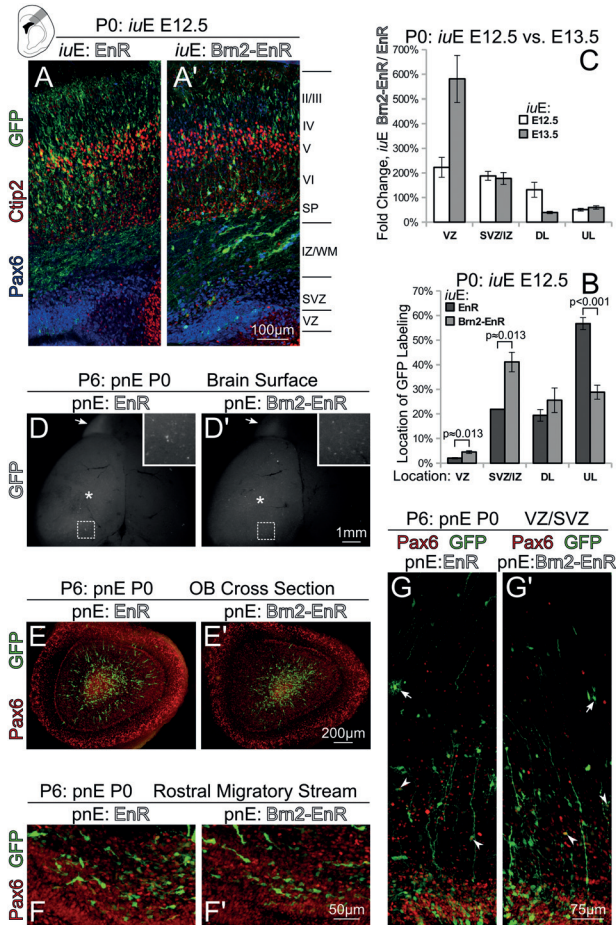 P0: iuE E12.5
iuE: EnR
iuE: Brn2-EnR
A
A'
GFP
Ctip2
Pax6
II/III
IV
V
VI
SP
IZ/WM
SVZ
VZ
100µm
P0: iuE E12.5 vs. E13.5
C
Fold Change, iuE Brn2-EnR/ EnR
700%
600%
500%
400%
300%
200%
100%
0%
iuE:
E12.5
E13.5
VZ
SVZ/IZ
DL
UL
P0: iuE E12.5
B
iuE:
EnR
Brn2-EnR
Location of GFP Labeling
70%
60%
50%
40%
30%
20%
10%
0%
p≈0.013
p≈0.013
p<0.001
Location: VZ
SVZ/IZ
DL
UL
P6: pnE P0 Brain Surface
pnE: EnR
pnE: Brn2-EnR
GFP
D
D'
*
*
1mm
P6: pnE P0 OB Cross Section
pnE: EnR
pnE: Brn2-EnR
Pax6 GFP
E
E'
200µm
P6: pnE P0 Rostral Migratory Stream
pnE: EnR
pnE: Brn2-EnR
Pax6 GFP
F
F'
50µm
P6: pnE P0 VZ/SVZ
Pax6 GFP
Pax6 GFP
pnE:EnR
pnE:Brn2-EnR
G
G'
75µm